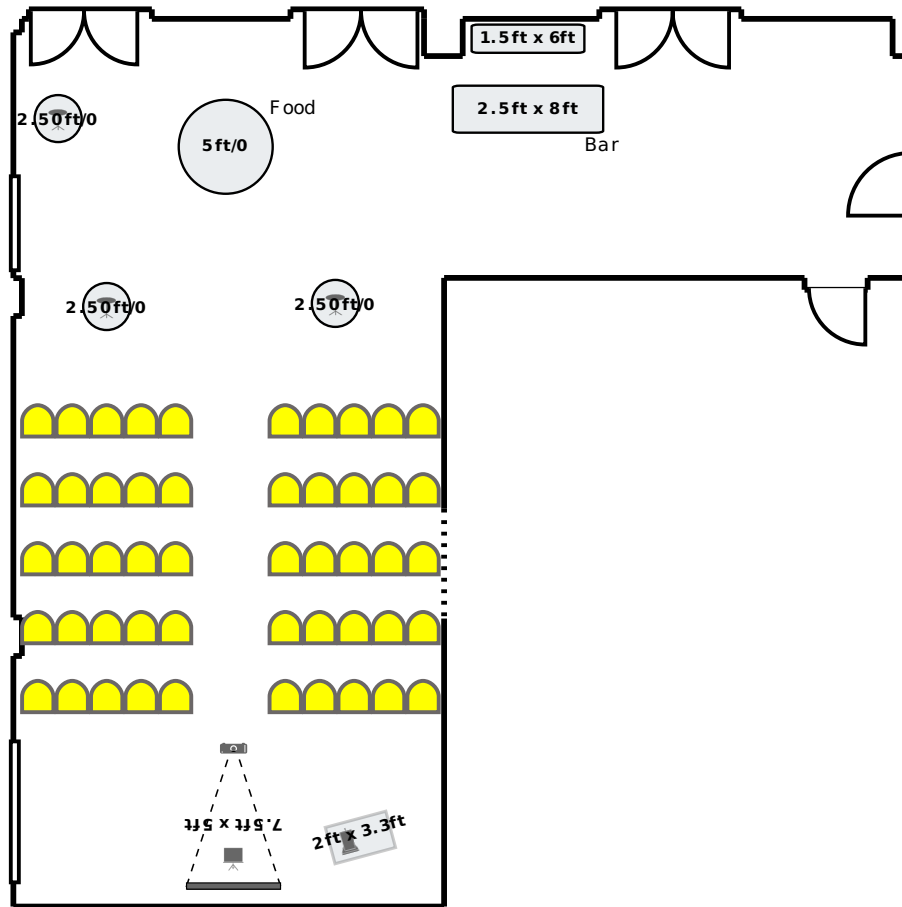 1.5ft x 6ft
2.5ft x 8ft
Food
2.50ft/0
5ft/0
Bar
2.50ft/0
2.50ft/0
7.5ft x 5ft
2ft x 3.3ft